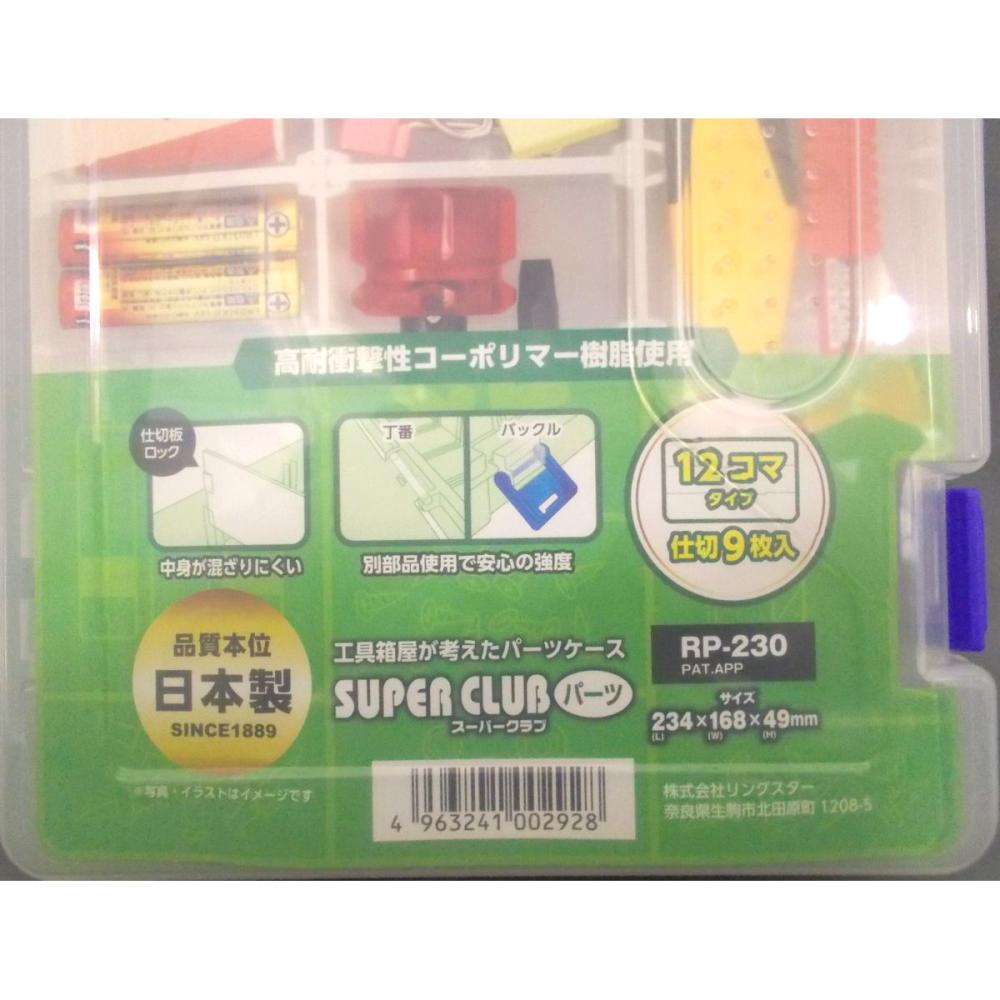 高耐衝撃性コーポリマー樹脂使用
仕切板
ロック
中身が混ざりにくい
丁番
バックル
別部品使用で安心の強度
12コマ
タイプ
仕切9枚入
品質本位
日本製
SINCE1889
工具箱屋が考えたパーツケース
SUPER CLUB パーツ
スーパークラブ
RP-230
PAT.APP
サイズ
234×168×49mm
(L) (W) (H)
※写真・イラストはイメージです
4 963241 002928
株式会社リングスター
奈良県生駒市北田原町 1208-5